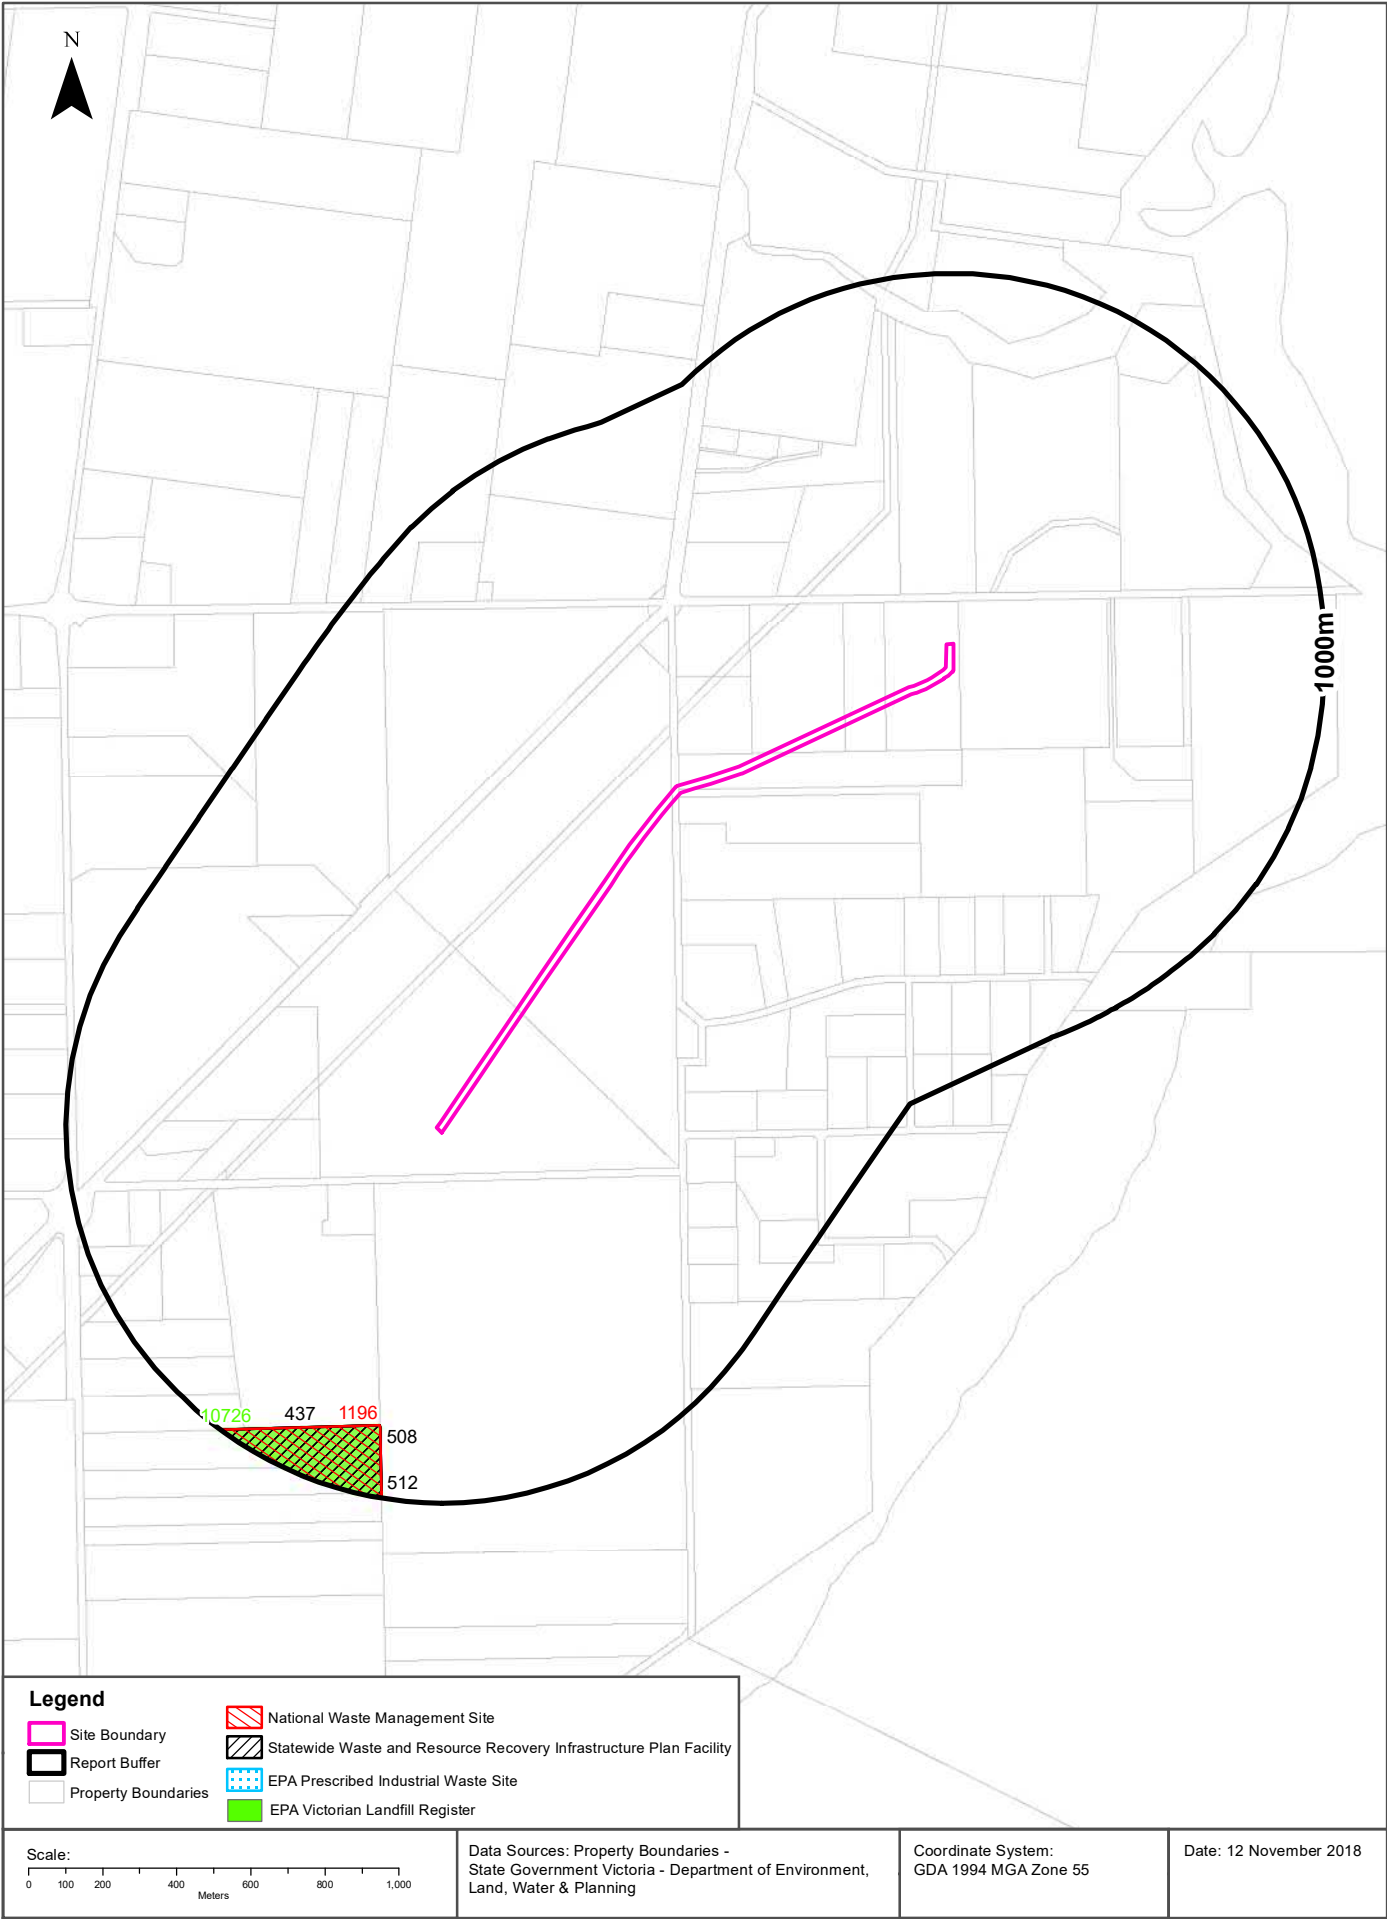 N
1000m
10726 437 1196
508
512
Legend
Site Boundary
Report Buffer
Property Boundaries
National Waste Management Site
Statewide Waste and Resource Recovery Infrastructure Plan Facility
EPA Prescribed Industrial Waste Site
EPA Victorian Landfill Register
Scale:
0 100 200 400 600 800 1,000
Meters
Data Sources: Property Boundaries -
State Government Victoria - Department of Environment,
Land, Water & Planning
Coordinate System:
GDA 1994 MGA Zone 55
Date: 12 November 2018